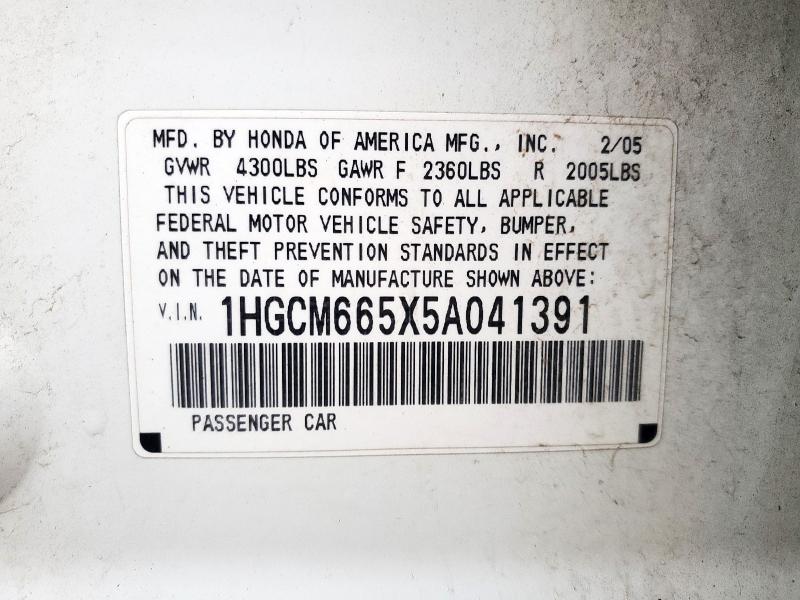 MFD. BY HONDA OF AMERICA MFG., INC. 2/05
GVWR 4300LBS GAWR F 2360LBS R 2005LBS
THIS VEHICLE CONFORMS TO ALL APPLICABLE
FEDERAL MOTOR VEHICLE SAFETY, BUMPER,
AND THEFT PREVENTION STANDARDS IN EFFECT
ON THE DATE OF MANUFACTURE SHOWN ABOVE:
V.I.N. 1HGCM665X5A041391
PASSENGER CAR